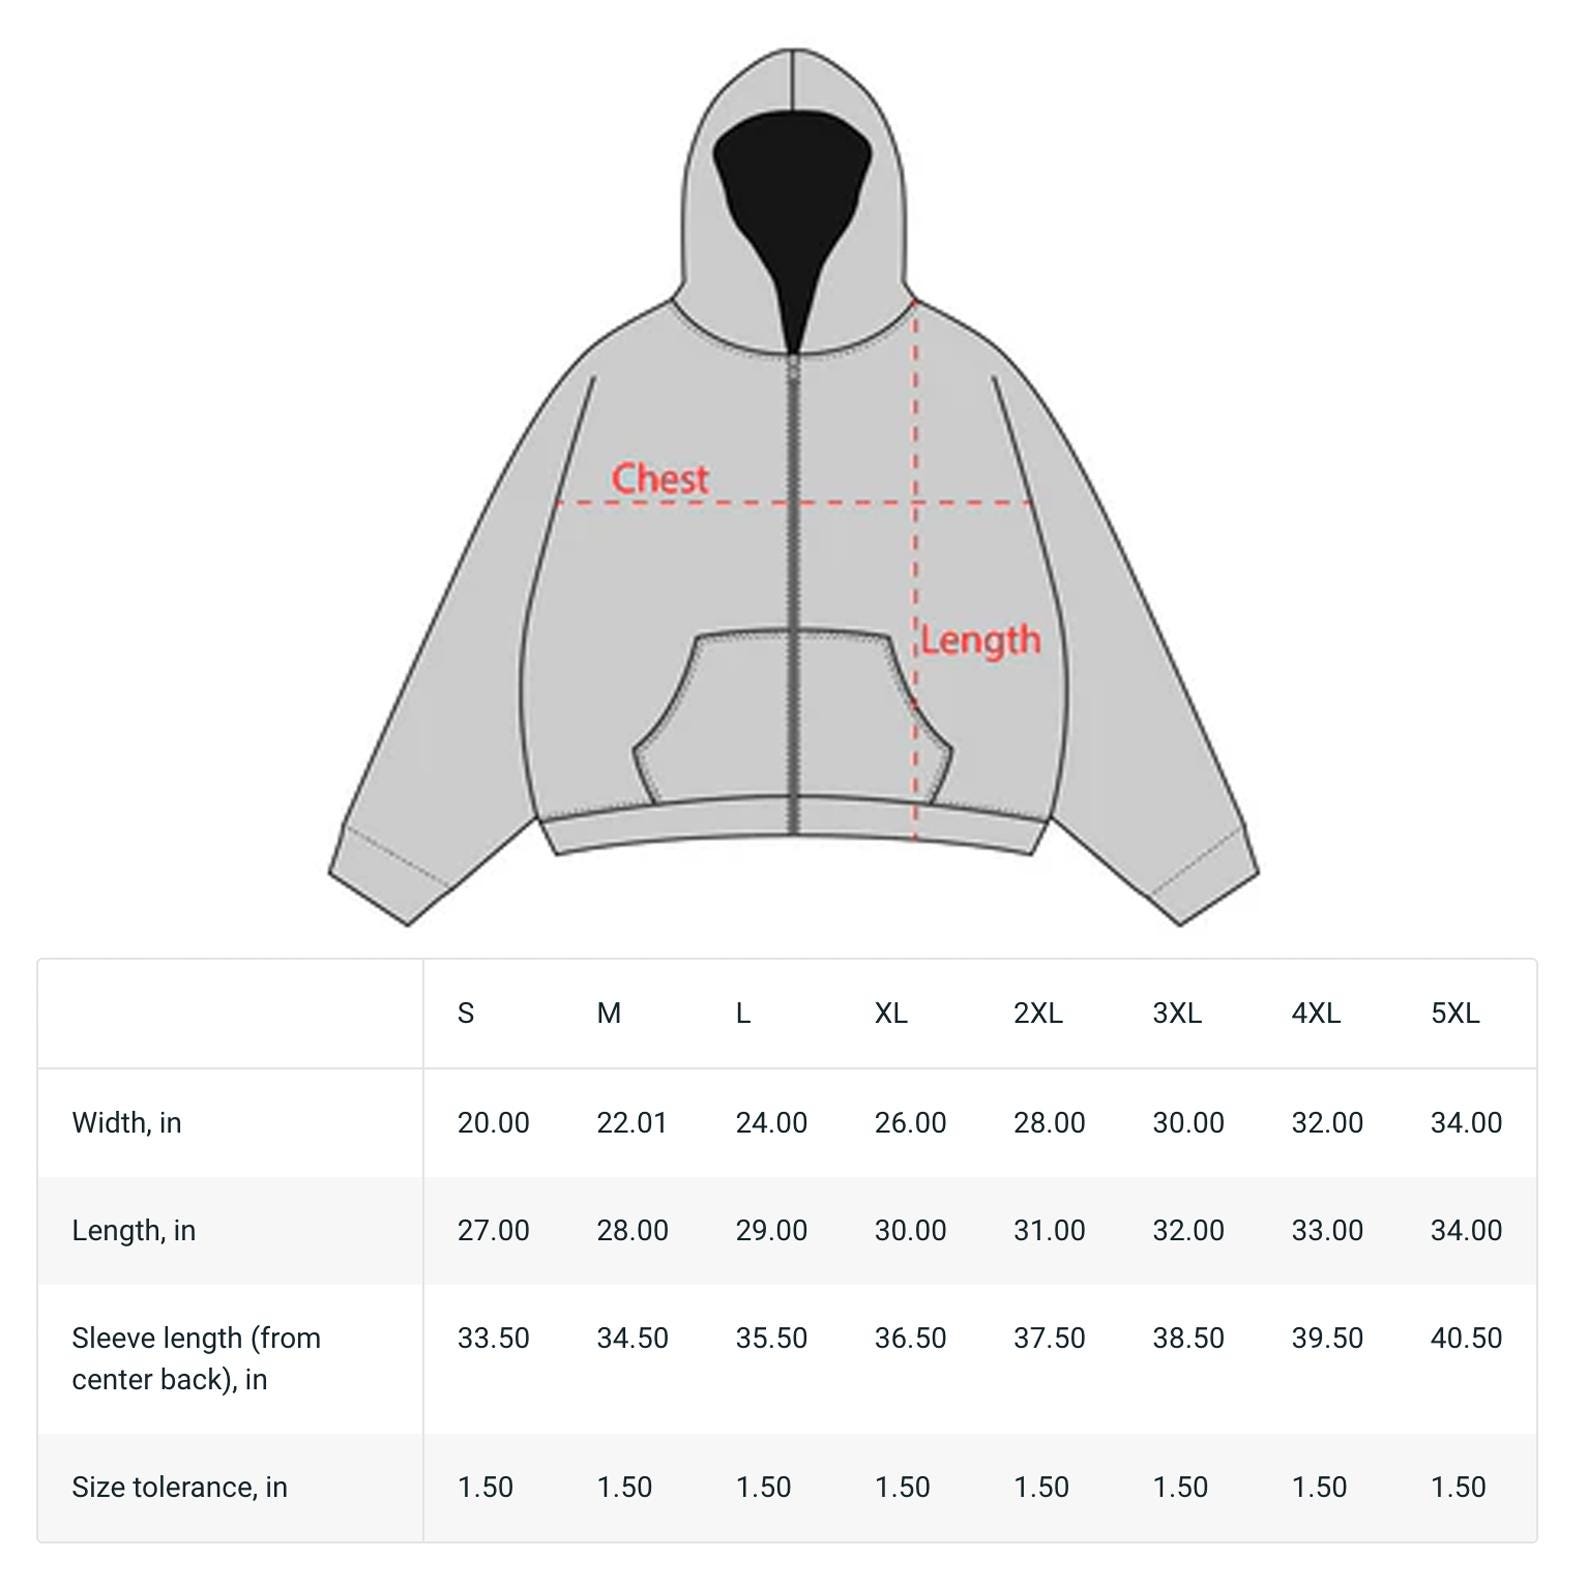 Chest
Length
S M L XL 2XL 3XL 4XL 5XL
Width, in 20.00 22.01 24.00 26.00 28.00 30.00 32.00 34.00
Length, in 27.00 28.00 29.00 30.00 31.00 32.00 33.00 34.00
Sleeve length (from 33.50 34.50 35.50 36.50 37.50 38.50 39.50 40.50
center back), in
Size tolerance, in 1.50 1.50 1.50 1.50 1.50 1.50 1.50 1.50